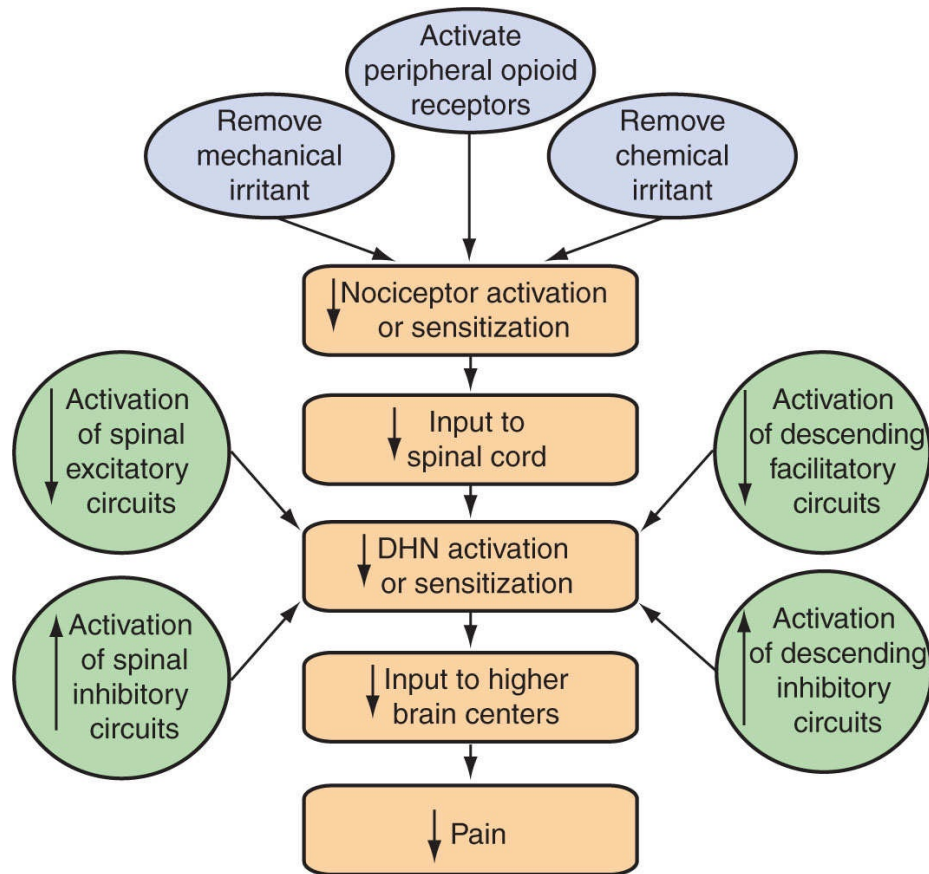 Activate
peripheral opioid
receptors
Remove
mechanical
irritant
Remove
chemical
irritant
↓ Nociceptor activation
or sensitization
↓ Activation
of spinal
excitatory
circuits
↓ Input to
spinal cord
↓ Activation
of descending
facilitatory
circuits
↓ DHN activation
or sensitization
↑ Activation
of spinal
inhibitory
circuits
↓ Input to higher
brain centers
↑ Activation
of descending
inhibitory
circuits
↓ Pain